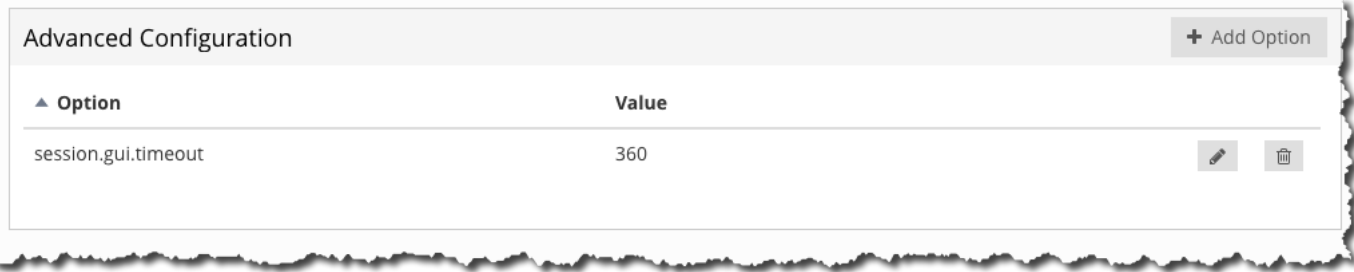 Advanced Configuration
+ Add Option
Option Value
session.gui.timeout 360